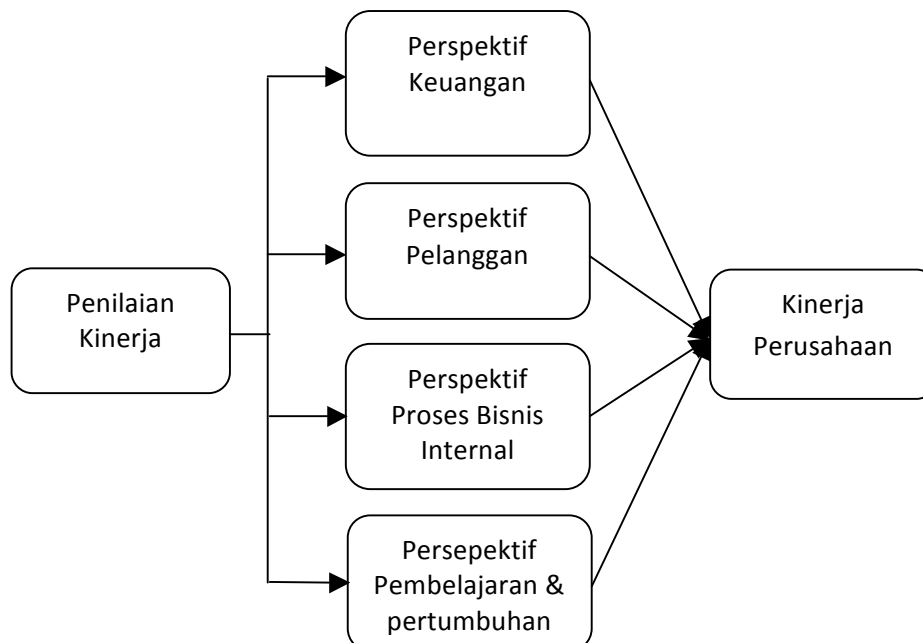 Perspektif
Keuangan
Perspektif
Pelanggan
Penilaian
Kinerja
Kinerja
Perusahaan
Perspektif
Proses Bisnis
Internal
Persepektif
Pembelajaran &
pertumbuhan